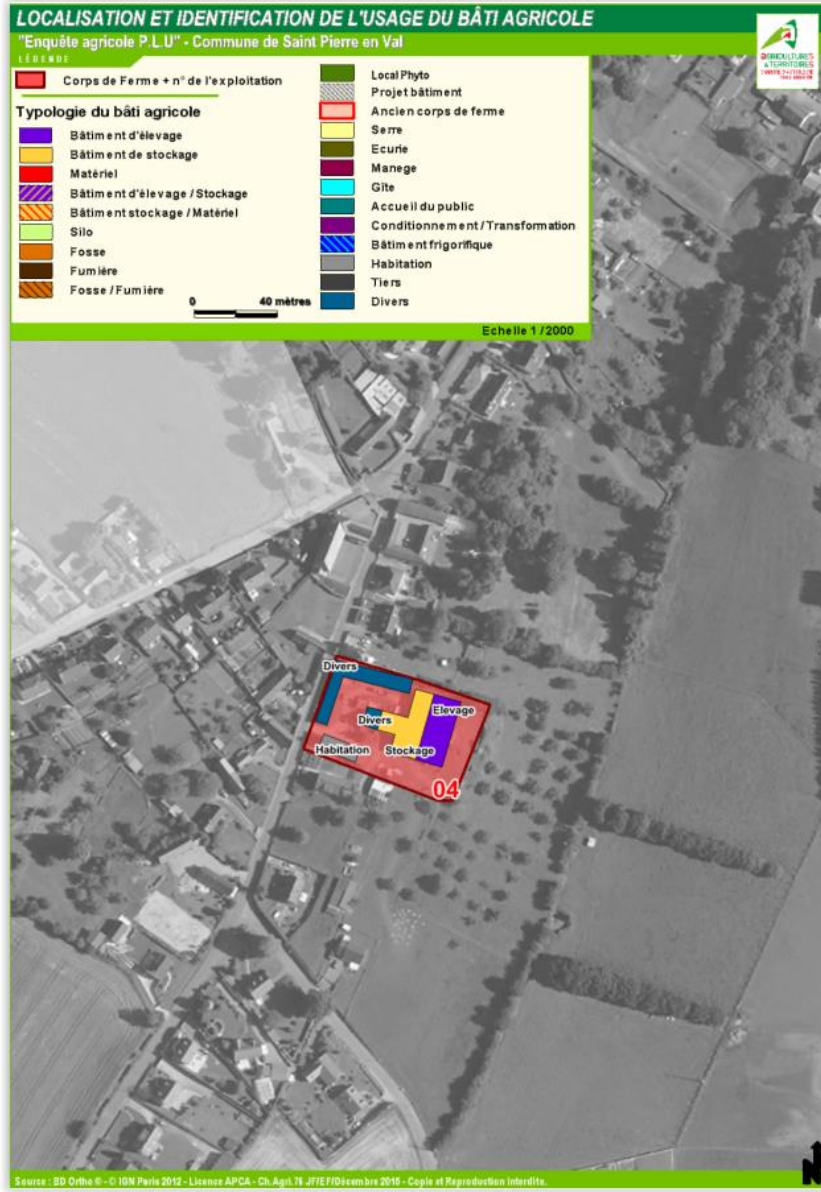 LOCALISATION ET IDENTIFICATION DE L'USAGE DU BÂTI AGRICOLE
"Enquête agricole P.L.U" - Commune de Saint Pierre en Val
LÉGENDE
AGRICULTURES
& TERRITOIRES
Corps de Ferme + n° de l'exploitation
Typologie du bâti agricole
Bâtiment d'élevage
Bâtiment de stockage
Matériel
Bâtiment d'élevage / Stockage
Bâtiment stockage / Matériel
Silo
Fosse
Fumière
Fosse / Fumière
0 40 mètres
Local Phyto
Projet bâtiment
Ancien corps de ferme
Serre
Ecurie
Manege
Gîte
Accueil du public
Conditionnement / Transformation
Bâtiment frigorifique
Habitation
Tiers
Divers
Echelle 1 /2000
Divers
Elevage
Divers
Habitation
Stockage
04
N
Source : BD Ortho © - © IGN Paris 2012 - Licence APCA - Ch.Agri.76 JF/EF/Décembre 2015 - Copie et Reproduction Interdite.